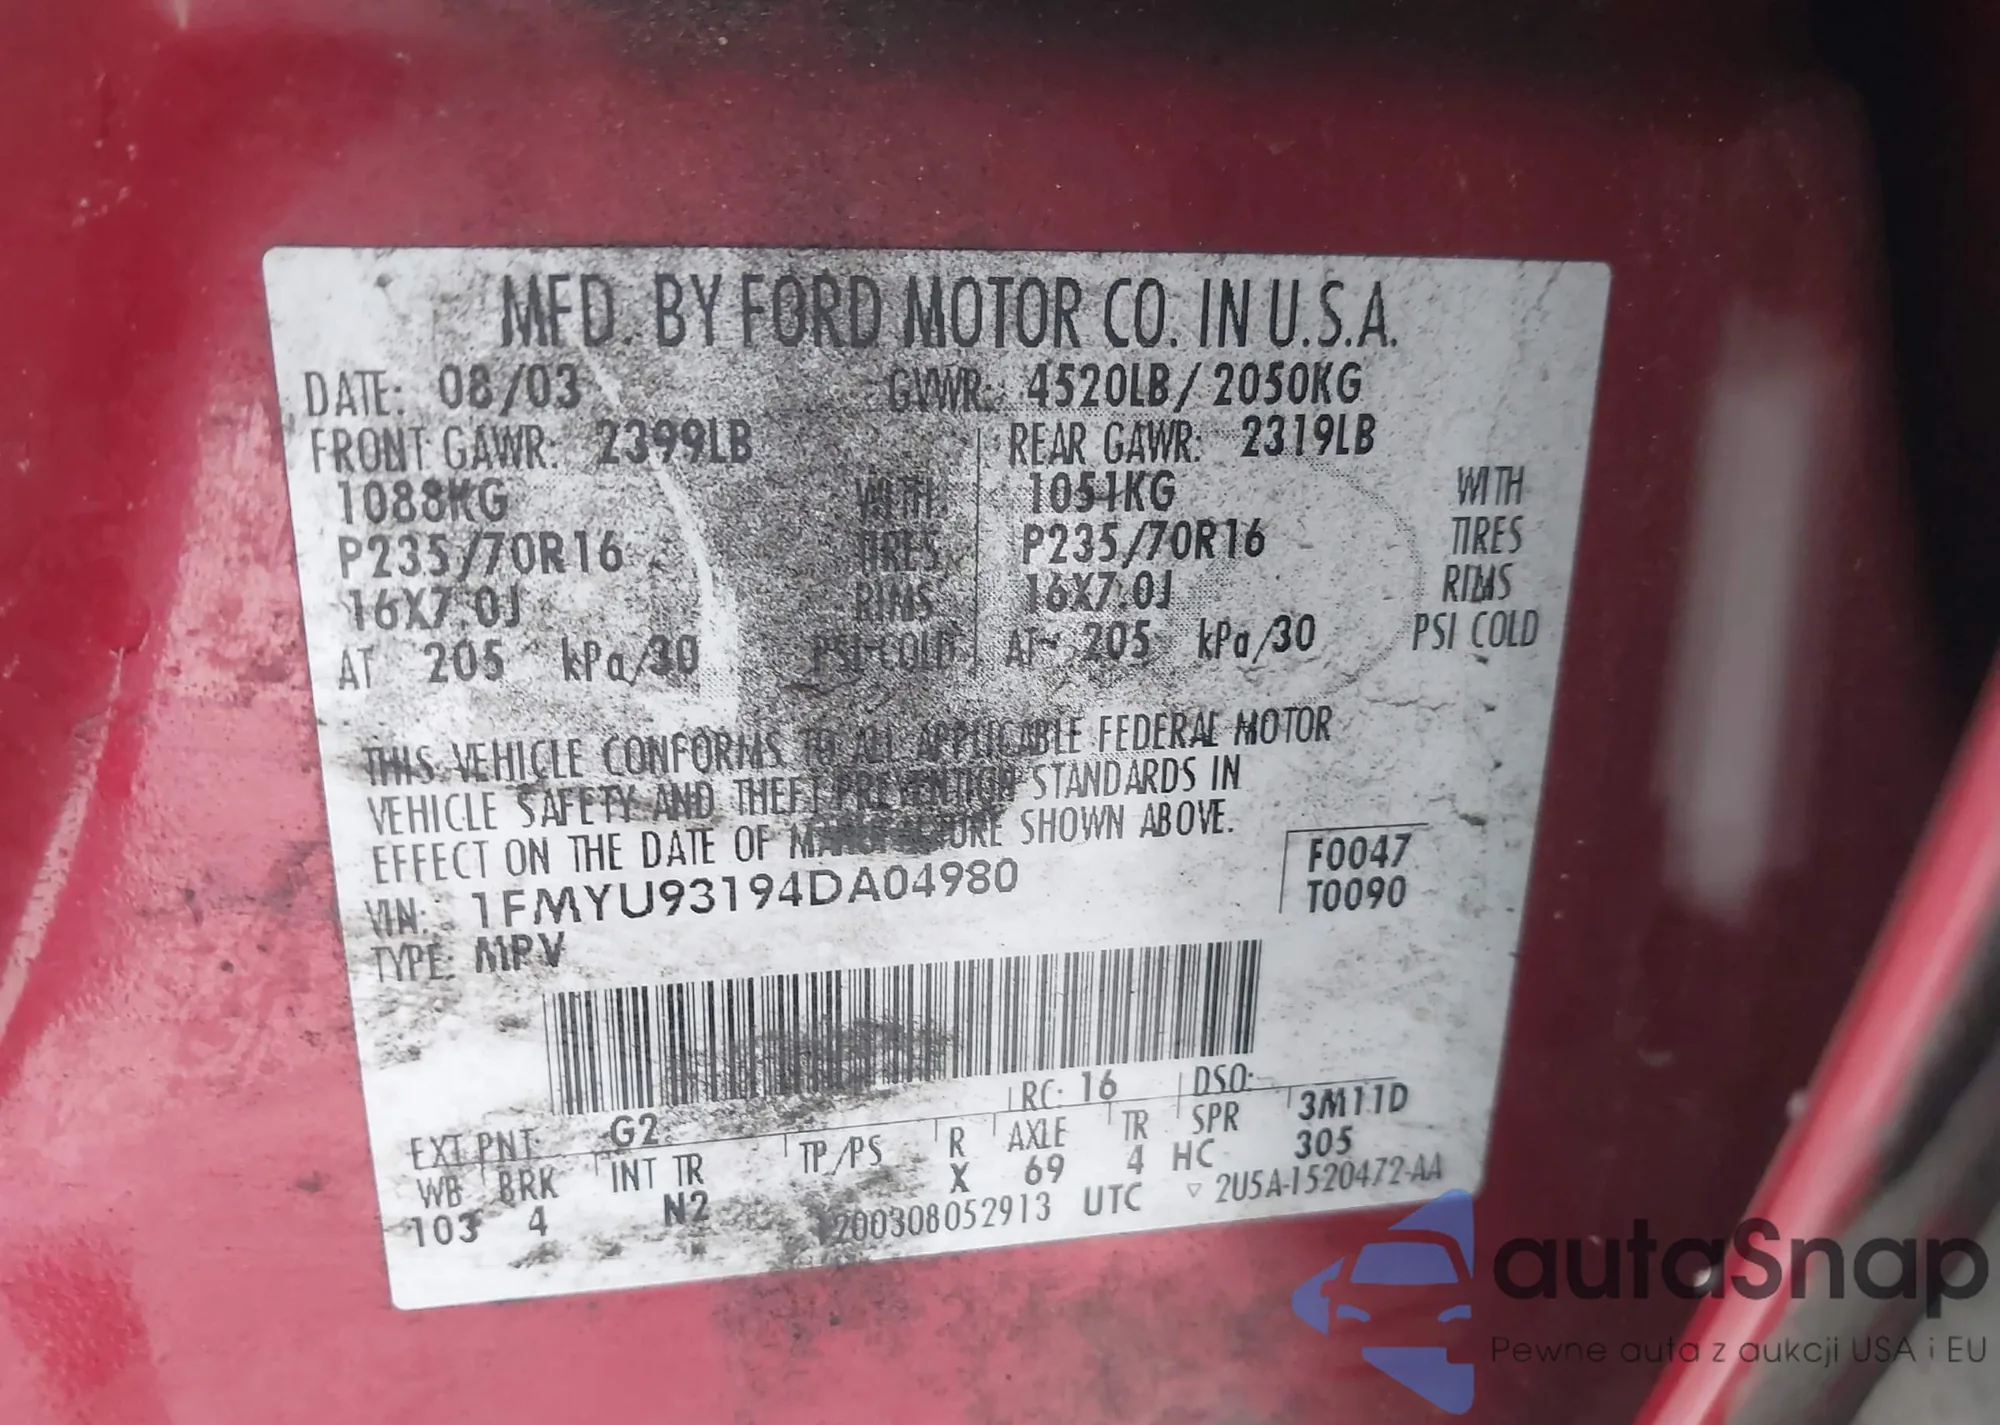 MFD. BY FORD MOTOR CO. IN U.S.A.
DATE: 08/03 GVWR: 4520LB / 2050KG
FRONT GAWR: 2399LB REAR GAWR: 2319LB
1088KG WITH 1051KG WITH
P235/70R16 TIRES P235/70R16 TIRES
16X7.0J RIMS 16X7.0J RIMS
AT 205 kPa/30 PSI COLD AT 205 kPa/30 PSI COLD
THIS VEHICLE CONFORMS TO ALL APPLICABLE FEDERAL MOTOR
VEHICLE SAFETY AND THEFT PREVENTION STANDARDS IN
EFFECT ON THE DATE OF MANUFACTURE SHOWN ABOVE.
VIN: 1FMYU93194DA04980 F0047
TYPE: MPV T0090
EXT PNT: G2 RC: 16 DSO:
WB BRK INT TR TP/PS R AXLE TR SPR 3M11D
103 4 N2 X 69 4 HC 305
200308052913 UTC ▽ 2U5A-1520472-AA
autaSnap
Pewne auta z aukcji USA i EU